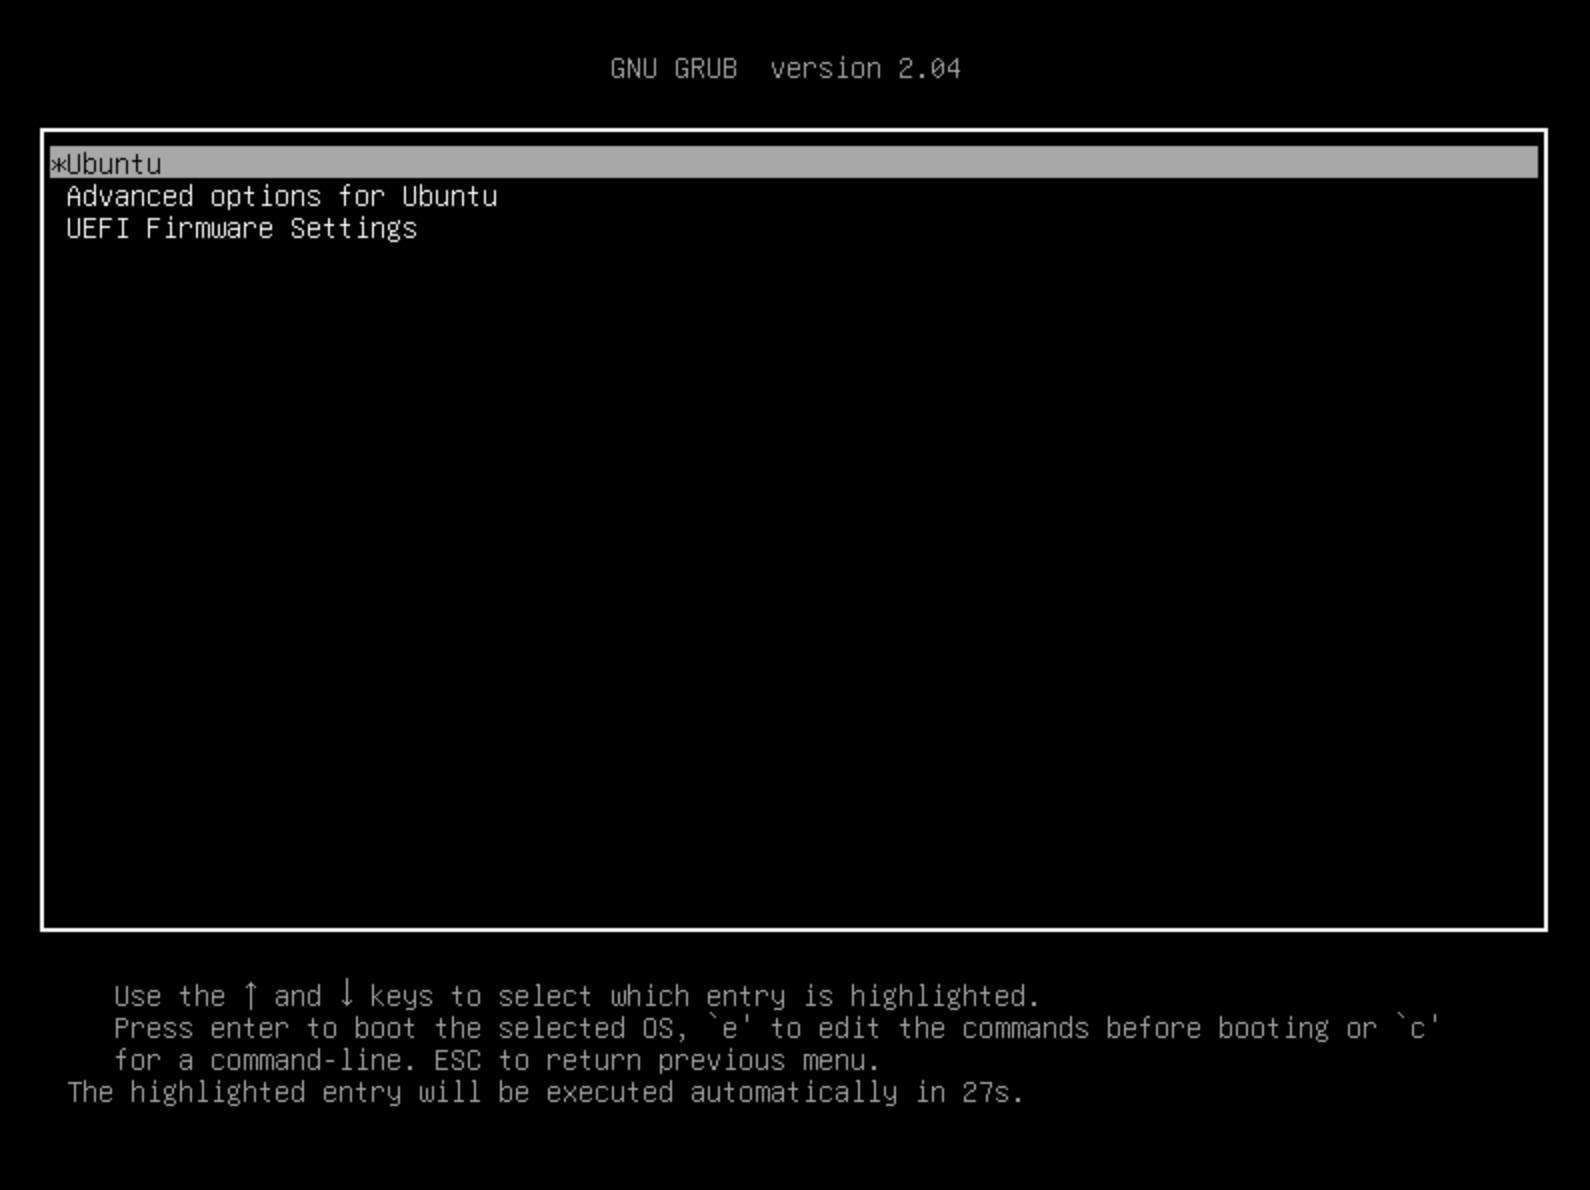 GNU GRUB  version 2.04
*Ubuntu
Advanced options for Ubuntu
UEFI Firmware Settings
Use the ↑ and ↓ keys to select which entry is highlighted.
Press enter to boot the selected OS, `e' to edit the commands before booting or `c'
for a command-line. ESC to return previous menu.
The highlighted entry will be executed automatically in 27s.